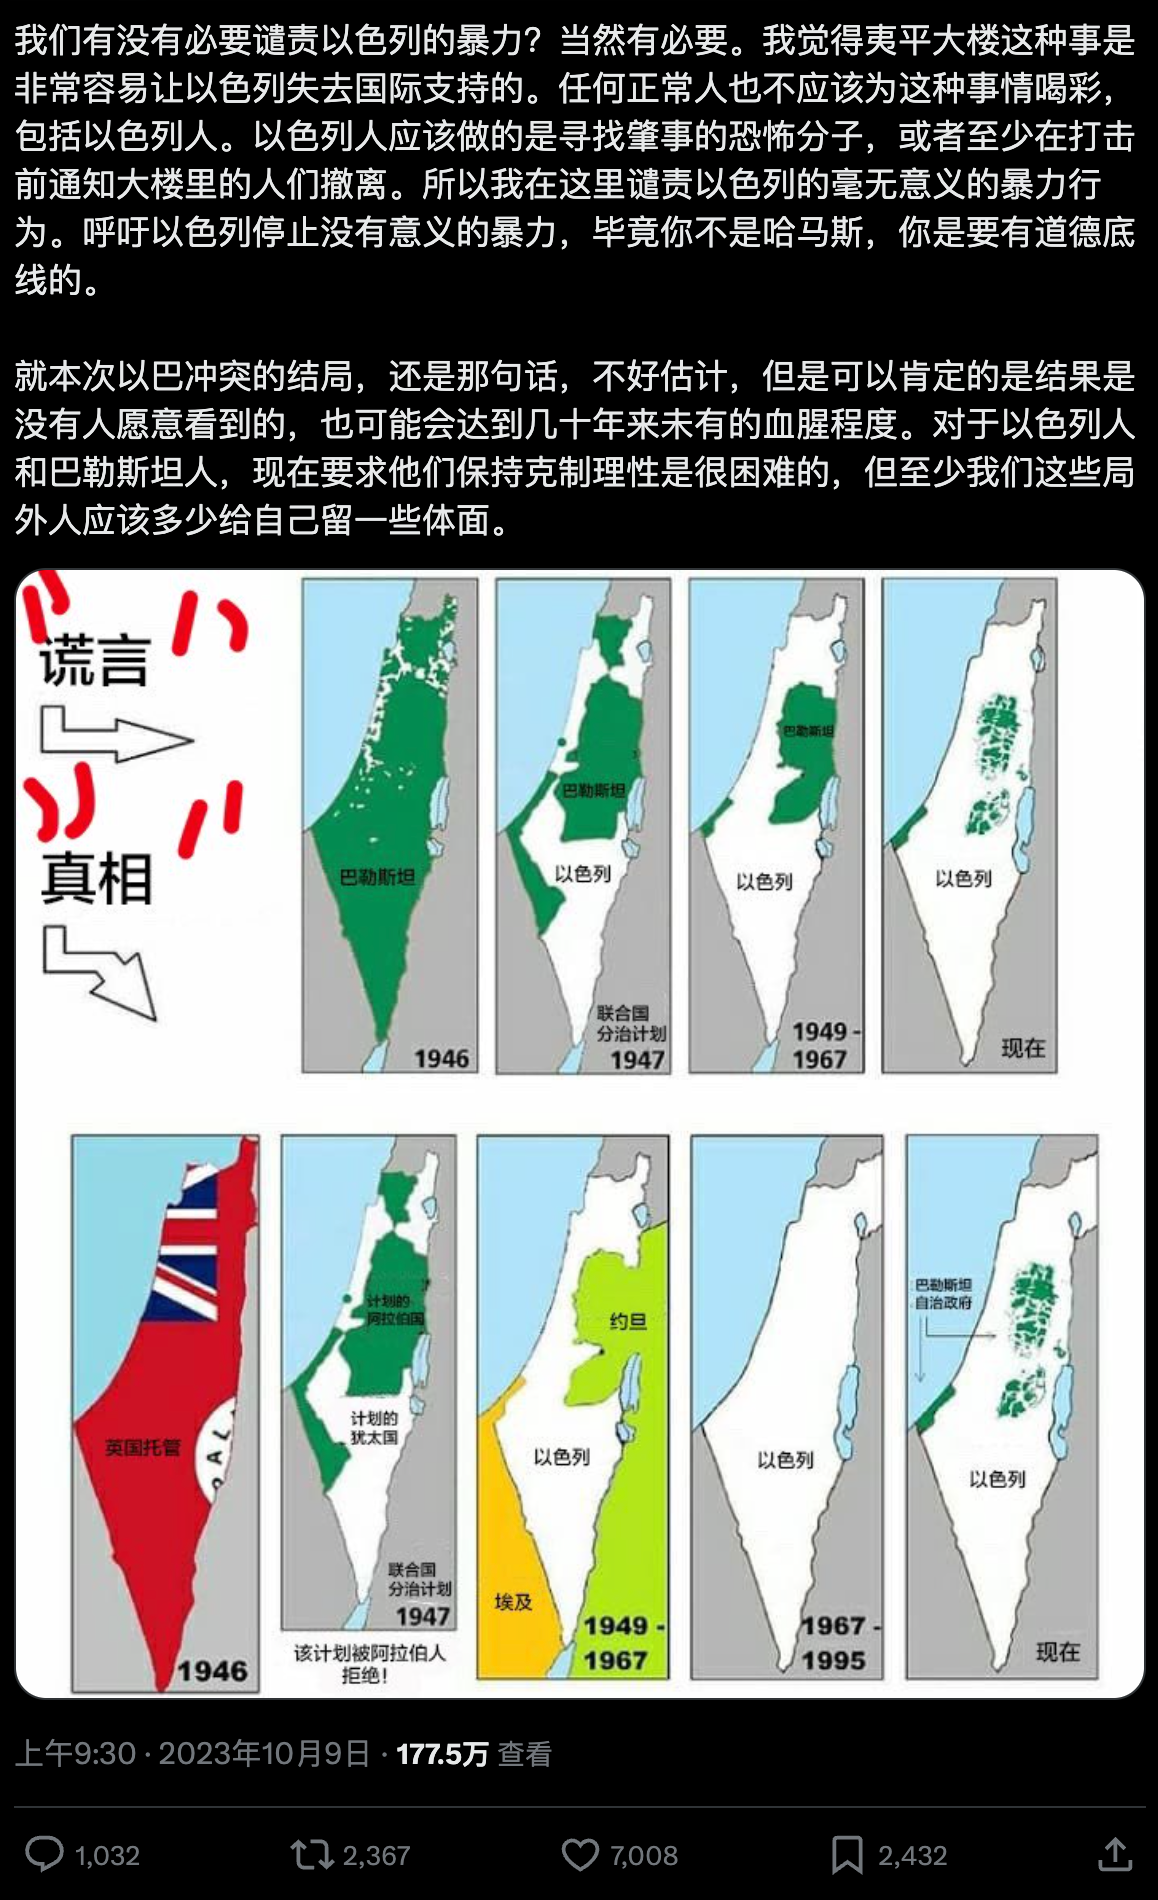 我们有没有必要谴责以色列的暴力？当然有必要。我觉得夷平大楼这种事是
非常容易让以色列失去国际支持的。任何正常人也不应该为这种事情喝彩，
包括以色列人。以色列人应该做的是寻找肇事的恐怖分子，或者至少在打击
前通知大楼里的人们撤离。所以我在这里谴责以色列的毫无意义的暴力行
为。呼吁以色列停止没有意义的暴力，毕竟你不是哈马斯，你是要有道德底
线的。
就本次以巴冲突的结局，还是那句话，不好估计，但是可以肯定的是结果是
没有人愿意看到的，也可能会达到几十年来未有的血腥程度。对于以色列人
和巴勒斯坦人，现在要求他们保持克制理性是很困难的，但至少我们这些局
外人应该多少给自己留一些体面。
谎言
真相
巴勒斯坦
1946
巴勒斯坦
以色列
联合国
分治计划
1947
巴勒斯坦
以色列
1949 -
1967
以色列
现在
英国托管
PAL
1946
计划的
阿拉伯国
计划的
犹太国
联合国
分治计划
1947
该计划被阿拉伯人
拒绝！
约旦
以色列
埃及
1949 -
1967
以色列
1967 -
1995
巴勒斯坦
自治政府
以色列
现在
上午9:30 · 2023年10月9日 · 177.5万 查看
1,032
2,367
7,008
2,432